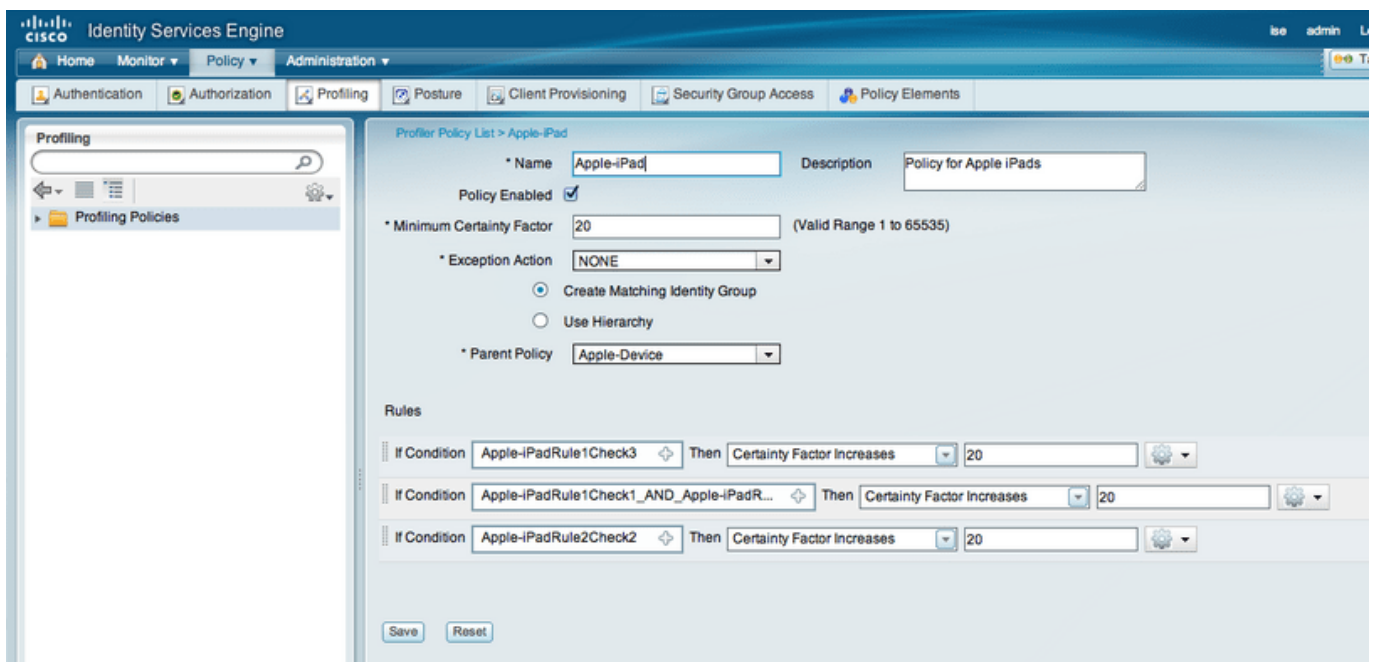 cisco Identity Services Engine ise admin
Home Monitor Policy Administration
Authentication Authorization Profiling Posture Client Provisioning Security Group Access Policy Elements
Profiling
Profiling Policies
Profiler Policy List > Apple-iPad
* Name Apple-iPad Description Policy for Apple iPads
Policy Enabled
* Minimum Certainty Factor 20 (Valid Range 1 to 65535)
* Exception Action NONE
Create Matching Identity Group
Use Hierarchy
* Parent Policy Apple-Device
Rules
If Condition Apple-iPadRule1Check3 Then Certainty Factor Increases 20
If Condition Apple-iPadRule1Check1_AND_Apple-iPadR... Then Certainty Factor Increases 20
If Condition Apple-iPadRule2Check2 Then Certainty Factor Increases 20
Save Reset